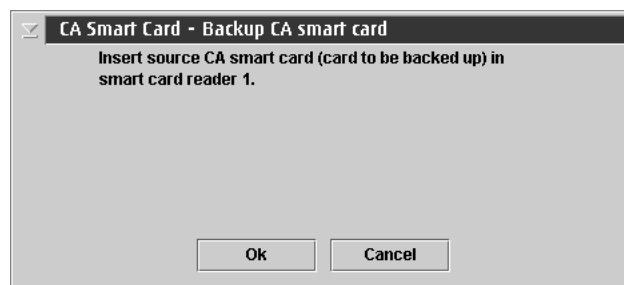 CA Smart Card - Backup CA smart card
Insert source CA smart card (card to be backed up) in
smart card reader 1.
Ok Cancel